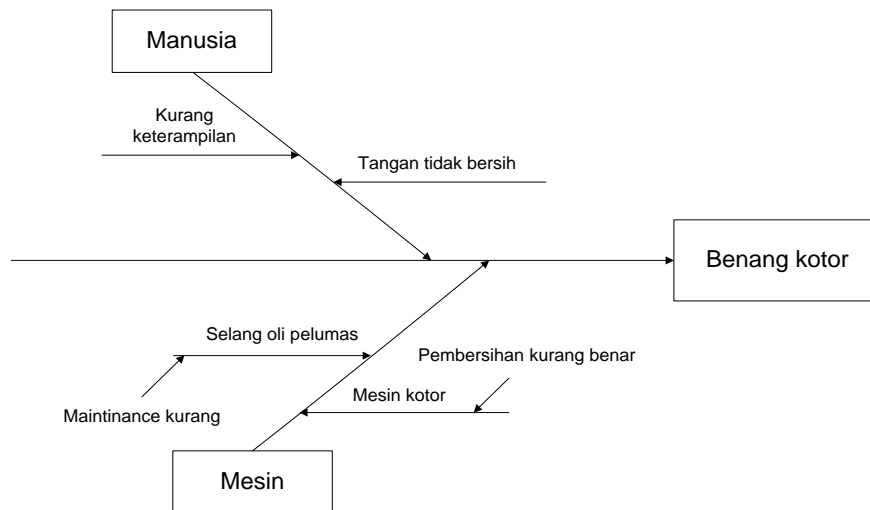 Manusia
Kurang
keterampilan
Tangan tidak bersih
Benang kotor
Selang oli pelumas
Pembersihan kurang benar
Mesin kotor
Maintinance kurang
Mesin